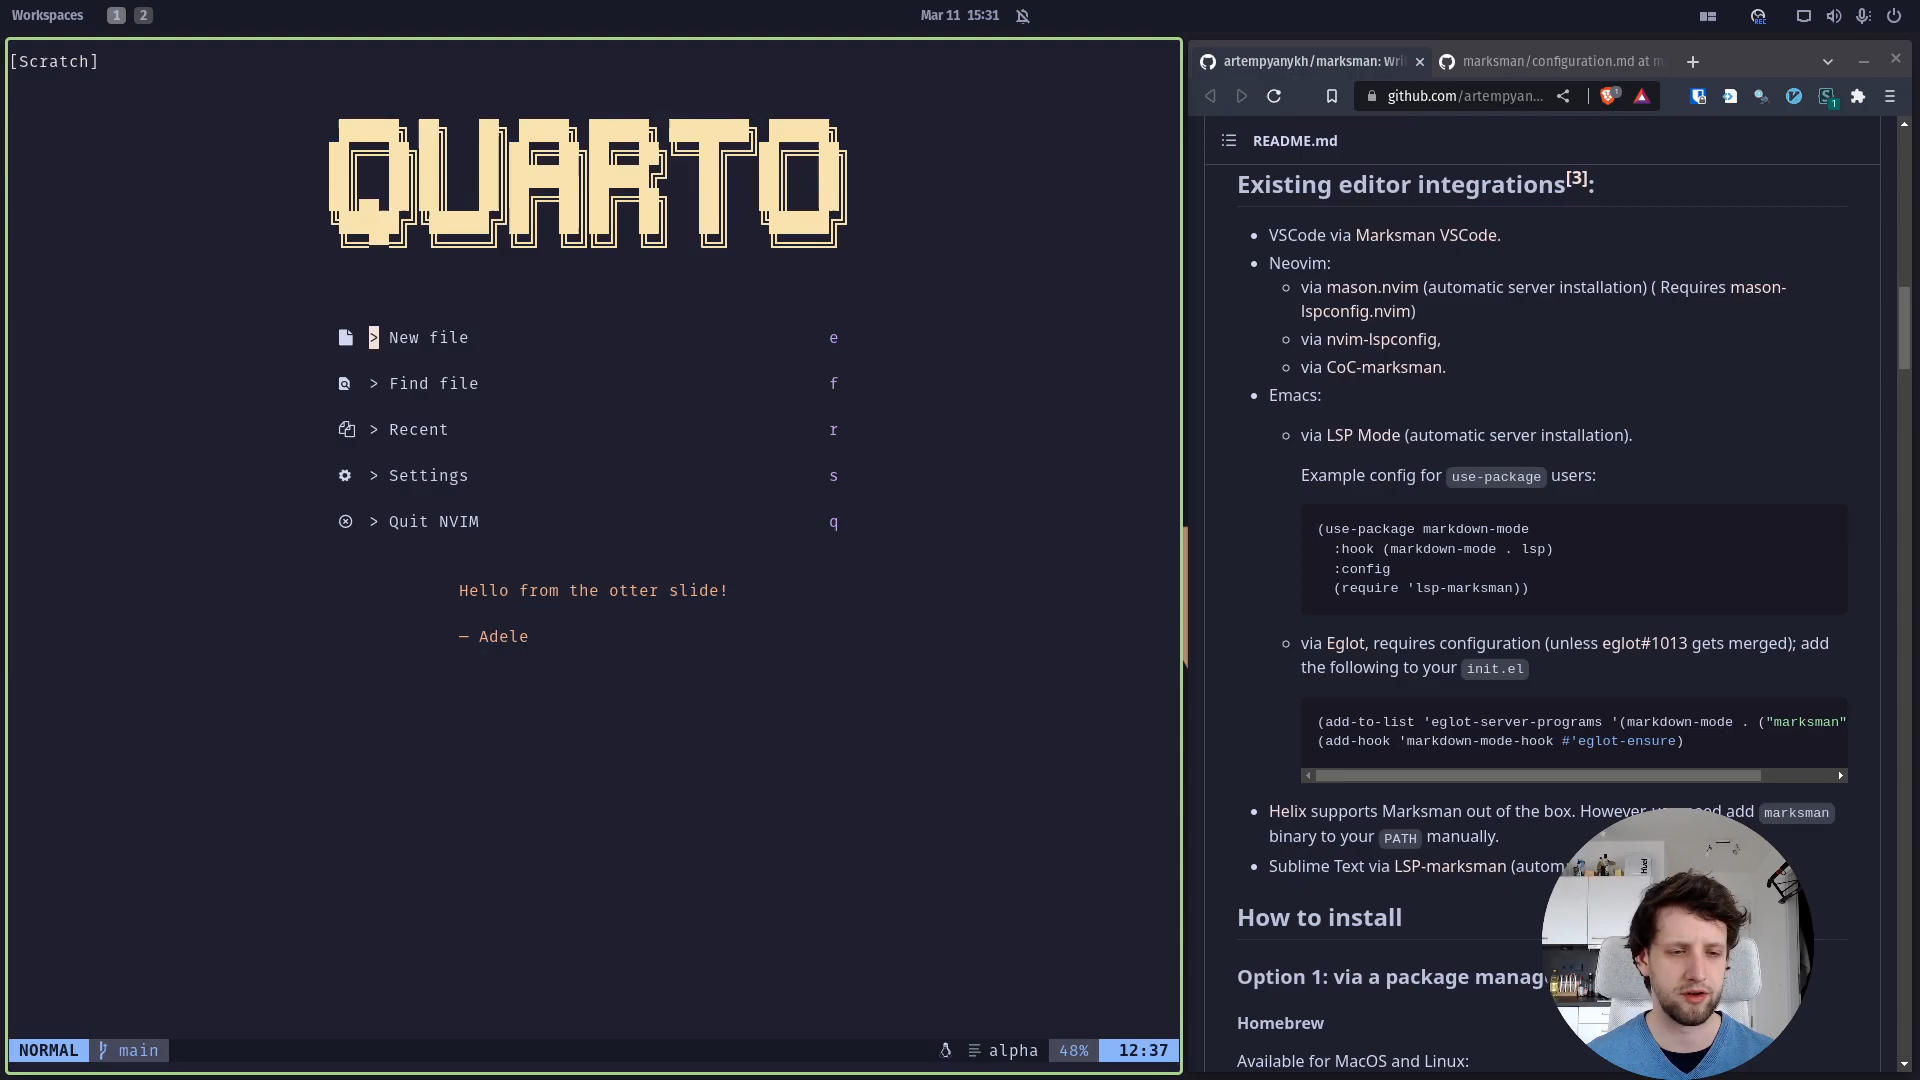 Workspaces 1 2
Mar 11 15:31
REC
[Scratch]
QUARTO
> New file e
> Find file f
> Recent r
> Settings s
> Quit NVIM q
Hello from the otter slide!
— Adele
NORMAL main
alpha 48% 12:37
artempyanykh/marksman: Wri
marksman/configuration.md at m
github.com/artempyan...
1
1
README.md
Existing editor integrations[3]:
VSCode via Marksman VSCode.
Neovim:
via mason.nvim (automatic server installation) ( Requires mason-
lspconfig.nvim)
via nvim-lspconfig,
via CoC-marksman.
Emacs:
via LSP Mode (automatic server installation).
Example config for use-package users:
(use-package markdown-mode
:hook (markdown-mode . lsp)
:config
(require 'lsp-marksman))
via Eglot, requires configuration (unless eglot#1013 gets merged); add
the following to your init.el
(add-to-list 'eglot-server-programs '(markdown-mode . ("marksman"
(add-hook 'markdown-mode-hook #'eglot-ensure)
Helix supports Marksman out of the box. However add marksman
binary to your PATH manually.
Sublime Text via LSP-marksman (autom
Huel
How to install
Option 1: via a package manag
Homebrew
Available for MacOS and Linux: